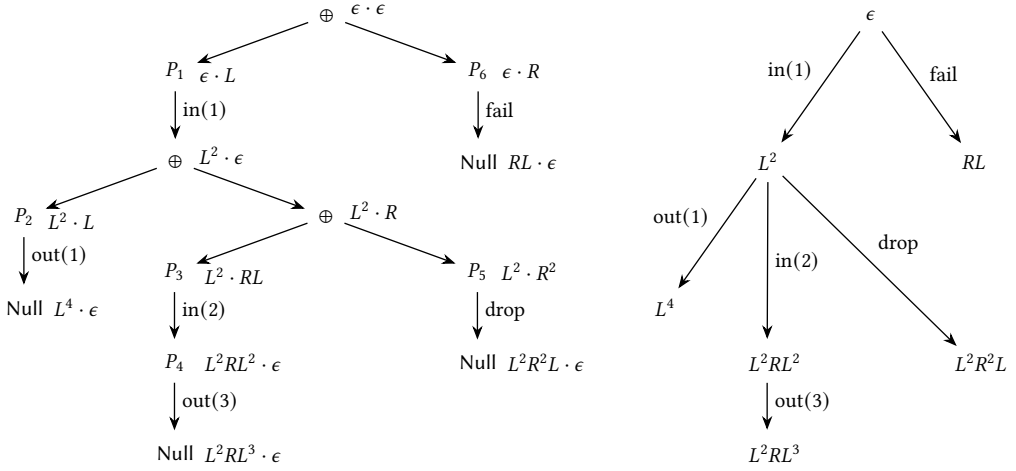 ⊕ ϵ · ϵ
ϵ
P₁ ϵ · L
P₆ ϵ · R
in(1)
fail
in(1)
fail
⊕ L² · ϵ
Null RL · ϵ
L²
RL
P₂ L² · L
⊕ L² · R
out(1)
out(1)
in(2)
drop
P₃ L² · RL
P₅ L² · R²
Null L⁴ · ϵ
in(2)
drop
L⁴
P₄ L²RL² · ϵ
Null L²R²L · ϵ
L²RL²
L²R²L
out(3)
out(3)
Null L²RL³ · ϵ
L²RL³